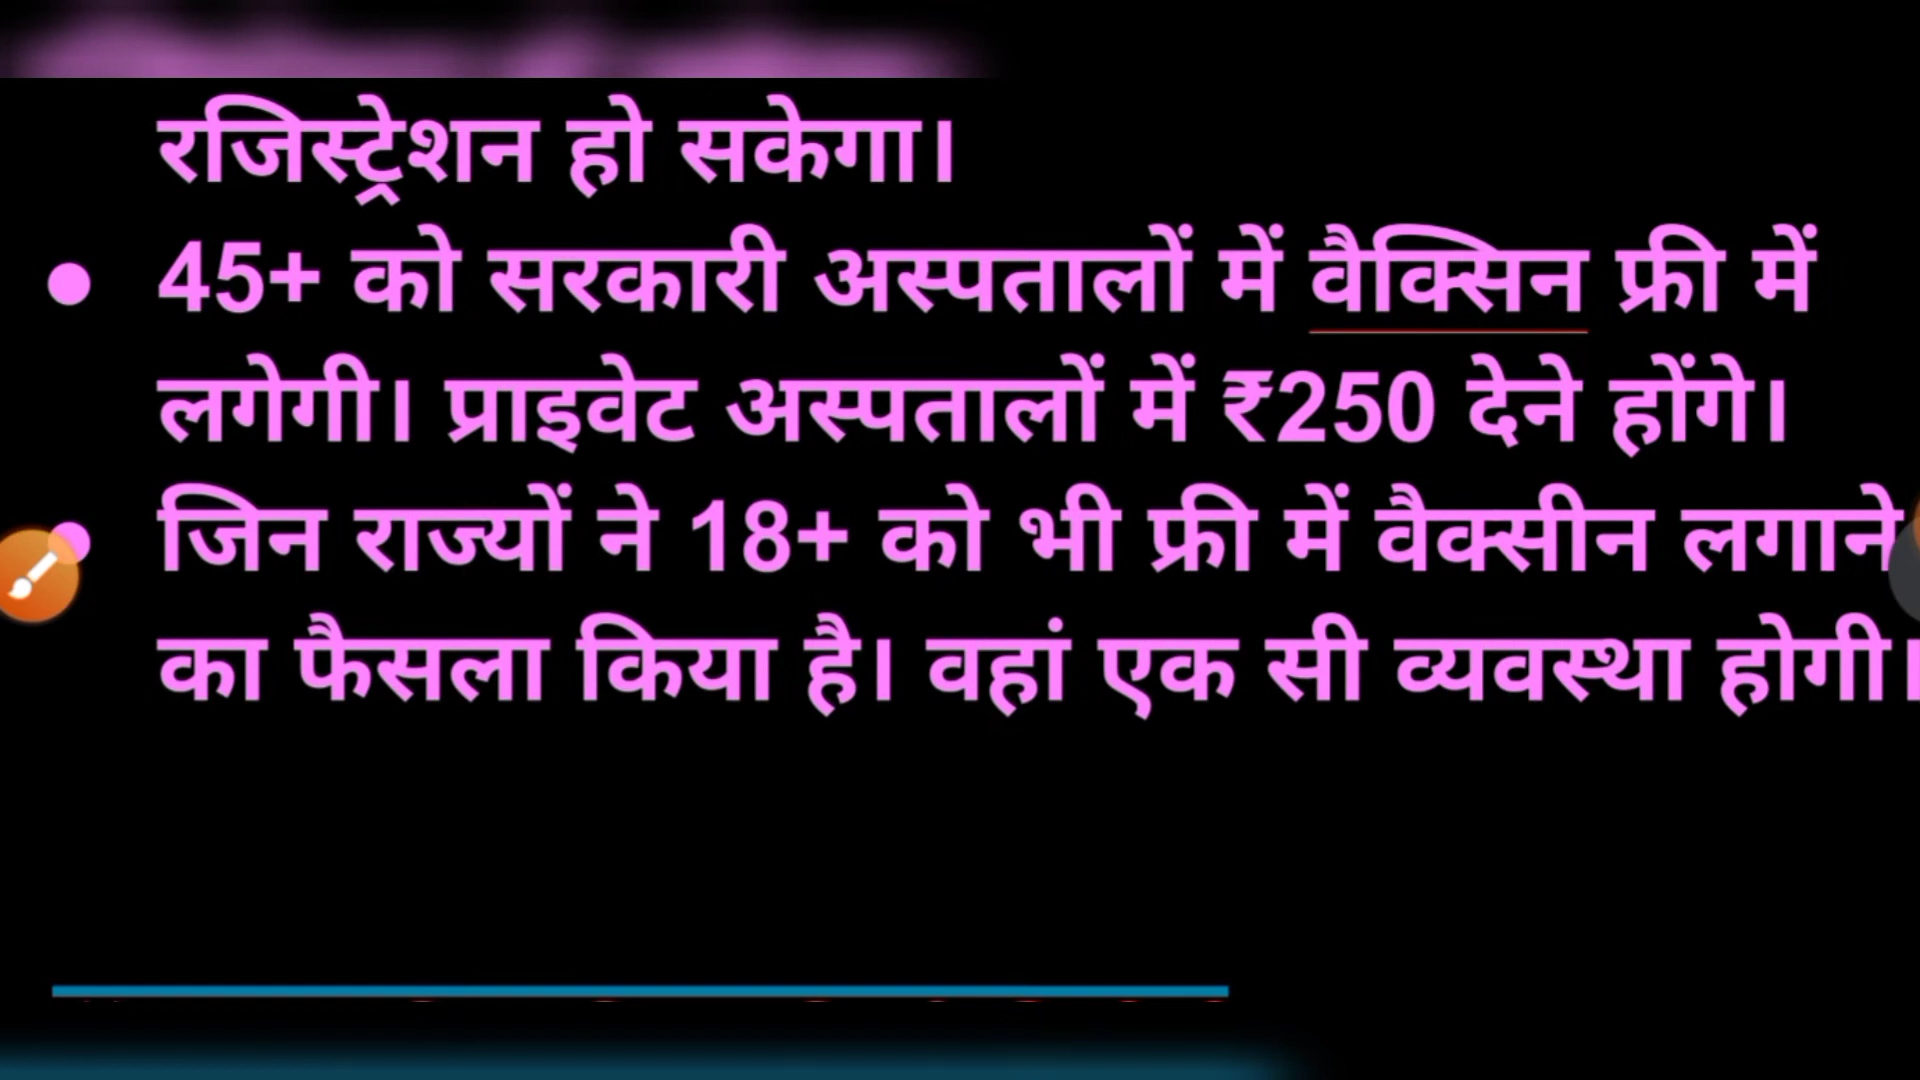 रजिस्ट्रेशन हो सकेगा।
45+ को सरकारी अस्पतालों में वैक्सिन फ्री में
लगेगी। प्राइवेट अस्पतालों में ₹250 देने होंगे।
जिन राज्यों ने 18+ को भी फ्री में वैक्सीन लगाने
का फैसला किया है। वहां एक सी व्यवस्था होगी।